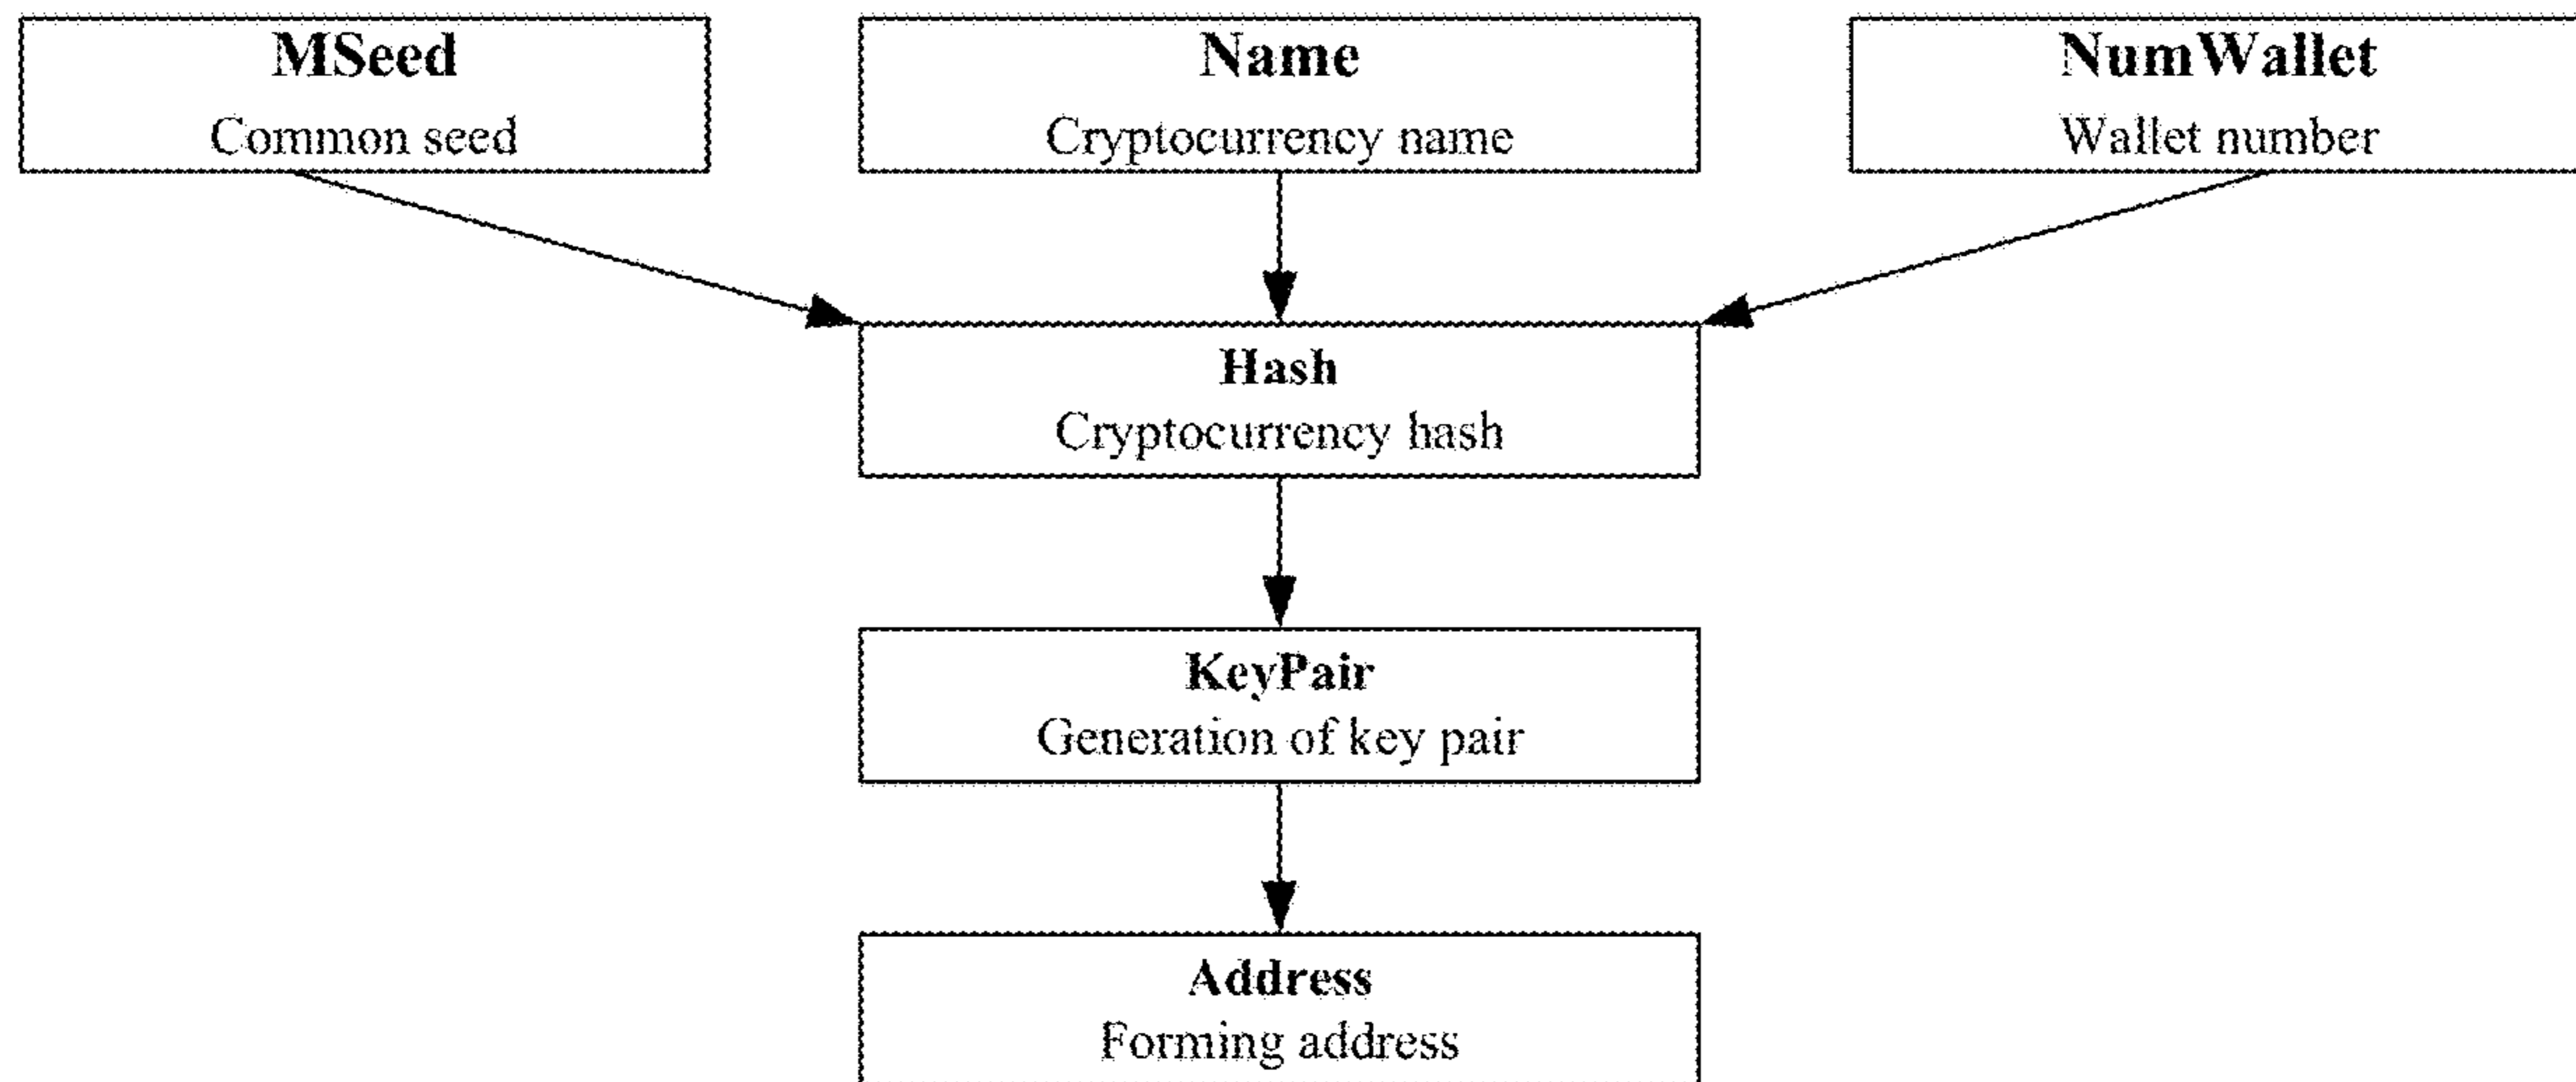 MSeed
Common seed
Name
Cryptocurrency name
NumWallet
Wallet number
Hash
Cryptocurrency hash
KeyPair
Generation of key pair
Address
Forming address